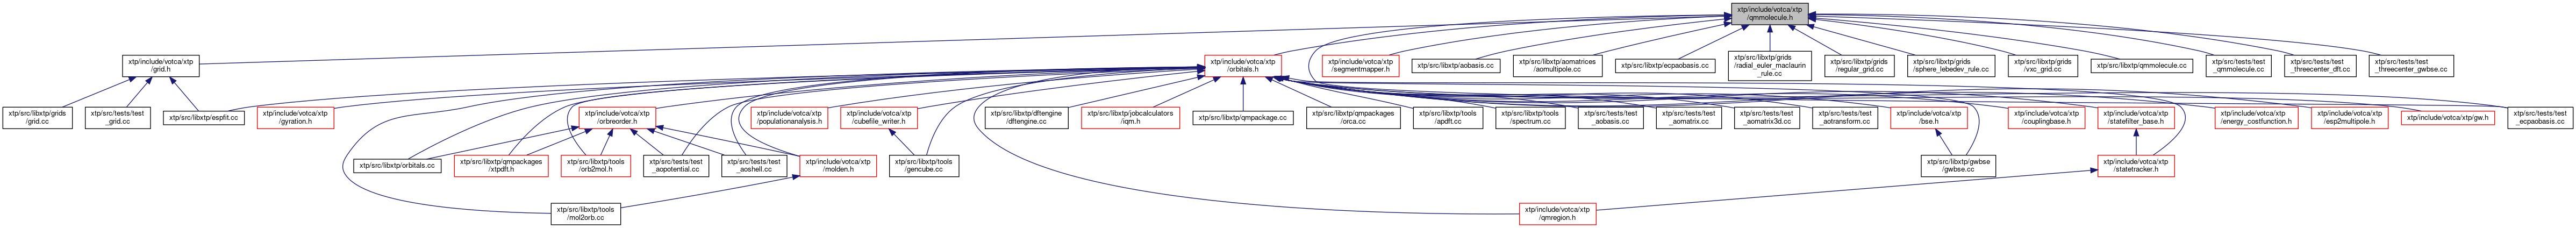 xtp/include/votca/xtp
/qmmolecule.h
xtp/include/votca/xtp
/grid.h
xtp/include/votca/xtp
/orbitals.h
xtp/include/votca/xtp
/segmentmapper.h
xtp/src/libxtp/aobasis.cc
xtp/src/libxtp/aomatrices
/aomultipole.cc
xtp/src/libxtp/ecpaobasis.cc
xtp/src/libxtp/grids
/radial_euler_maclaurin
_rule.cc
xtp/src/libxtp/grids
/regular_grid.cc
xtp/src/libxtp/grids
/sphere_lebedev_rule.cc
xtp/src/libxtp/grids
/vxc_grid.cc
xtp/src/libxtp/qmmolecule.cc
xtp/src/tests/test
_qmmolecule.cc
xtp/src/tests/test
_threecenter_dft.cc
xtp/src/tests/test
_threecenter_gwbse.cc
xtp/src/libxtp/grids
/grid.cc
xtp/src/tests/test
_grid.cc
xtp/src/libxtp/espfit.cc
xtp/include/votca/xtp
/gyration.h
xtp/include/votca/xtp
/orbreorder.h
xtp/include/votca/xtp
/populationanalysis.h
xtp/include/votca/xtp
/cubefile_writer.h
xtp/src/libxtp/dftengine
/dftengine.cc
xtp/src/libxtp/jobcalculators
/iqm.h
xtp/src/libxtp/qmpackage.cc
xtp/src/libxtp/qmpackages
/orca.cc
xtp/src/libxtp/tools
/apdft.cc
xtp/src/libxtp/tools
/spectrum.cc
xtp/src/tests/test
_aobasis.cc
xtp/src/tests/test
_aomatrix.cc
xtp/src/tests/test
_aomatrix3d.cc
xtp/src/tests/test
_aotransform.cc
xtp/include/votca/xtp
/bse.h
xtp/include/votca/xtp
/couplingbase.h
xtp/include/votca/xtp
/statefilter_base.h
xtp/include/votca/xtp
/energy_costfunction.h
xtp/include/votca/xtp
/esp2multipole.h
xtp/include/votca/xtp/gw.h
xtp/src/tests/test
_ecpaobasis.cc
xtp/src/libxtp/orbitals.cc
xtp/src/libxtp/qmpackages
/xtpdft.h
xtp/src/libxtp/tools
/orb2mol.h
xtp/src/tests/test
_aopotential.cc
xtp/src/tests/test
_aoshell.cc
xtp/include/votca/xtp
/molden.h
xtp/src/libxtp/tools
/gencube.cc
xtp/src/libxtp/gwbse
/gwbse.cc
xtp/include/votca/xtp
/statetracker.h
xtp/src/libxtp/tools
/mol2orb.cc
xtp/include/votca/xtp
/qmregion.h